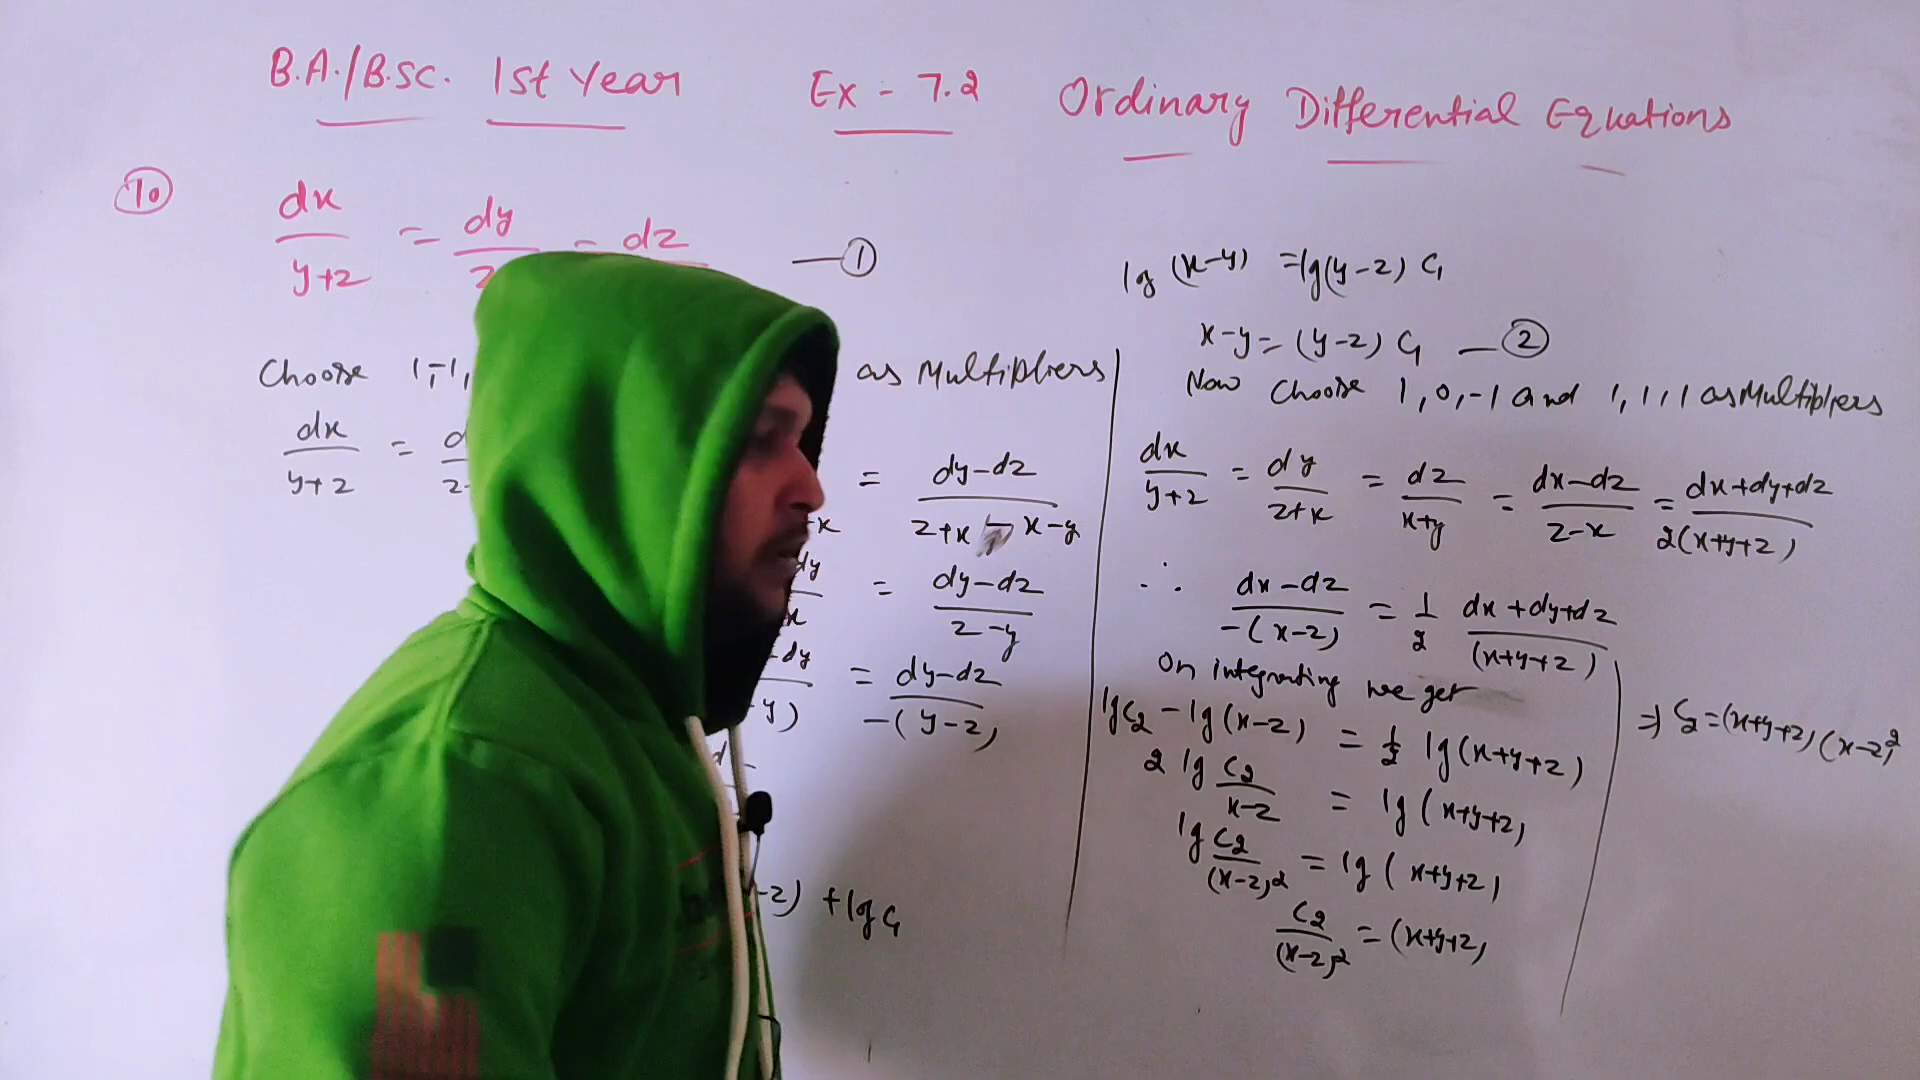 B.A./B.Sc. 1st Year Ex - 7.2 Ordinary Differential Equations
10
dx/y+z = dy/z = dz — 1
Choose 1,-1, as Multipliers
dx/y+z =
= dy-dz/z+x-x-y
= dy-dz/z-y
= dy-dz/-(y-z)
-z) + lg c1
lg (x-y) = lg(y-z) C1
x-y = (y-z) C1 — 2
Now Choose 1,0,-1 and 1,1,1 as Multipliers
dx/y+z = dy/z+x = dz/x+y = dx-dz/z-x = dx+dy+dz/2(x+y+z)
∴ dx-dz/-(x-z) = 1/2 dx+dy+dz/(x+y+z)
On integrating we get
lg c2 - lg(x-z) = 1/2 lg(x+y+z)
2 lg c2/x-z = lg(x+y+z)
lg c2/(x-z)² = lg(x+y+z)
c2/(x-z)² = (x+y+z)
⇒ c2 = (x+y+z)(x-z)²